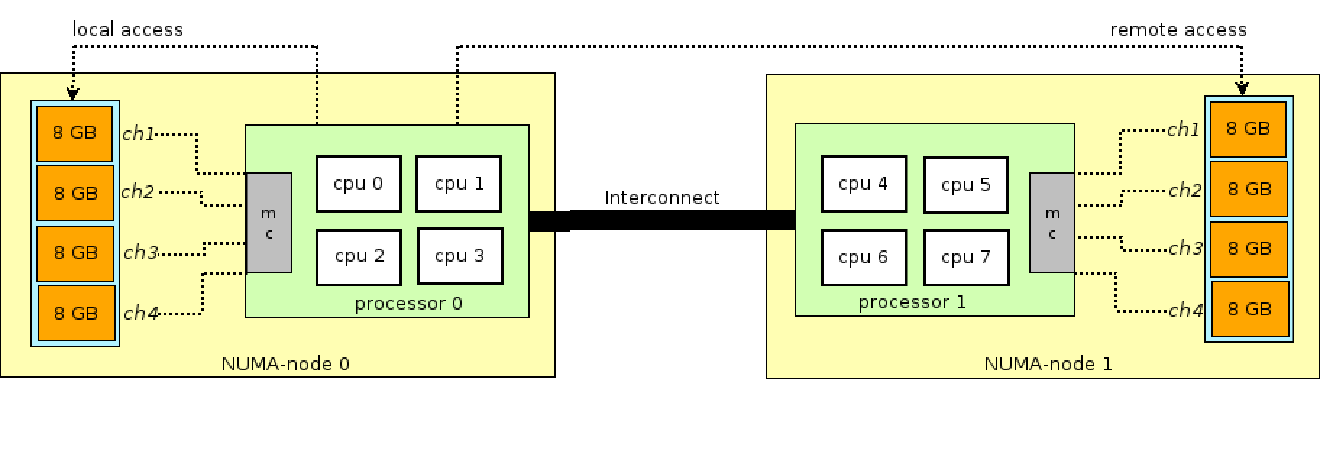 local access
remote access
8 GB
ch1
8 GB
ch2
8 GB
ch3
8 GB
ch4
m
c
cpu 0
cpu 1
cpu 2
cpu 3
processor 0
NUMA-node 0
Interconnect
cpu 4
cpu 5
cpu 6
cpu 7
processor 1
m
c
ch1
8 GB
ch2
8 GB
ch3
8 GB
ch4
8 GB
NUMA-node 1